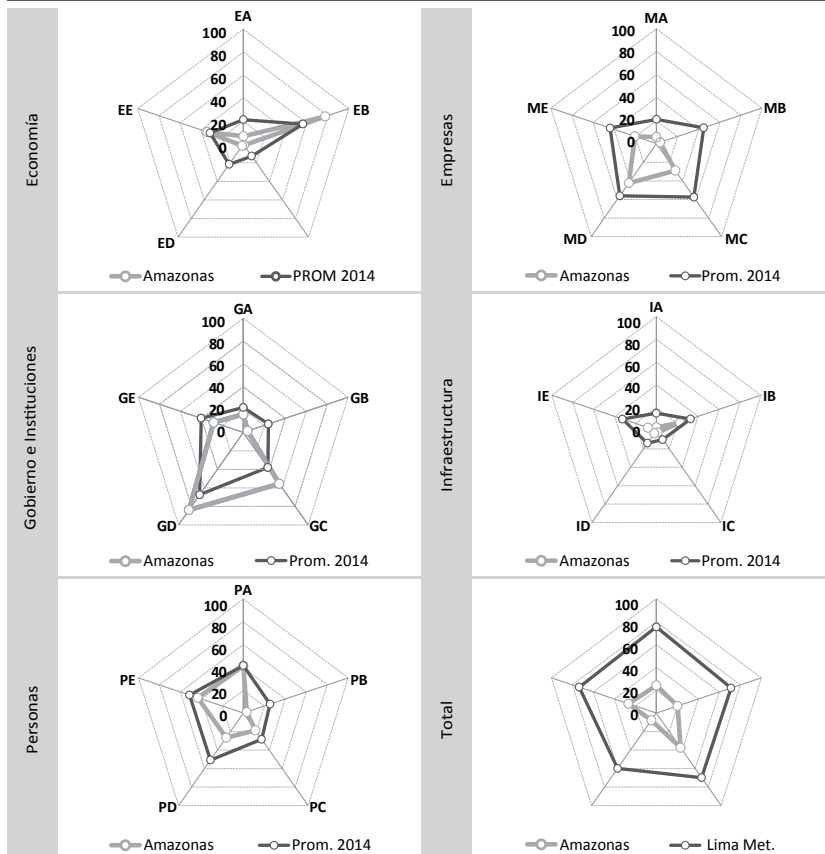 Economía
EA
100
80
60
40
20
0
EE
EB
ED
Amazonas
PROM 2014
Empresas
MA
100
80
60
40
20
0
ME
MB
MD
MC
Amazonas
Prom. 2014
Gobierno e Instituciones
GA
100
80
60
40
20
0
GE
GB
GD
GC
Amazonas
Prom. 2014
Infraestructura
IA
100
80
60
40
20
0
IE
IB
ID
IC
Amazonas
Prom. 2014
Personas
PA
100
80
60
40
20
0
PE
PB
PD
PC
Amazonas
Prom. 2014
Total
100
80
60
40
20
0
Amazonas
Lima Met.